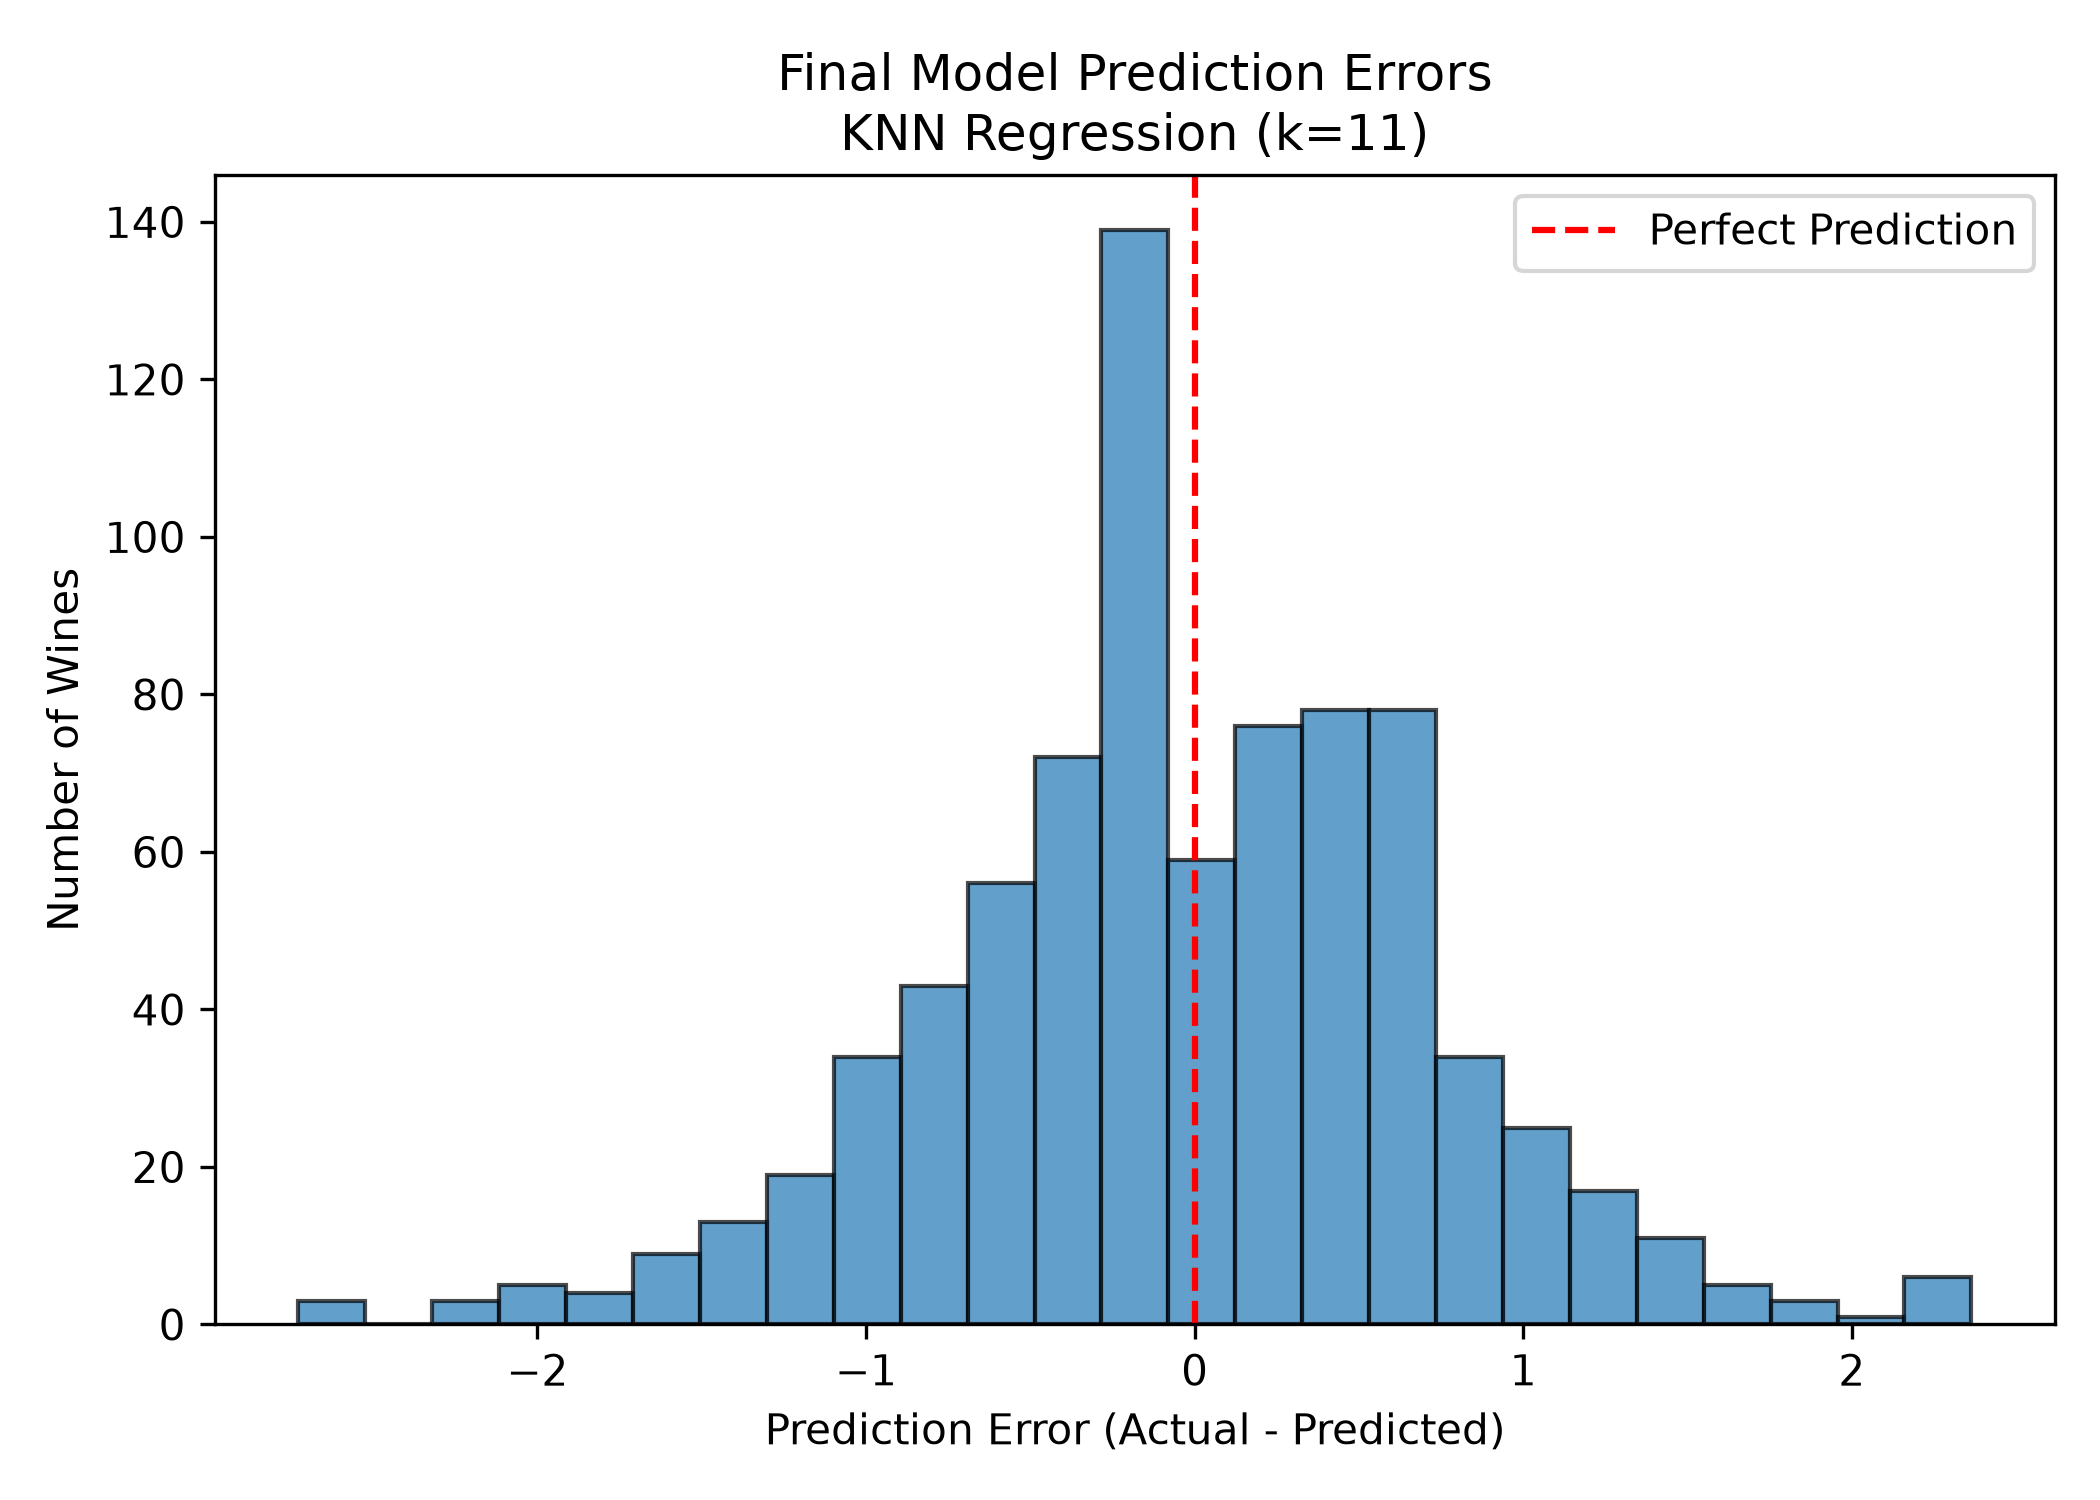 Final Model Prediction Errors
KNN Regression (k=11)
Perfect Prediction
140
120
100
80
60
40
20
0
Number of Wines
−2
−1
0
1
2
Prediction Error (Actual - Predicted)